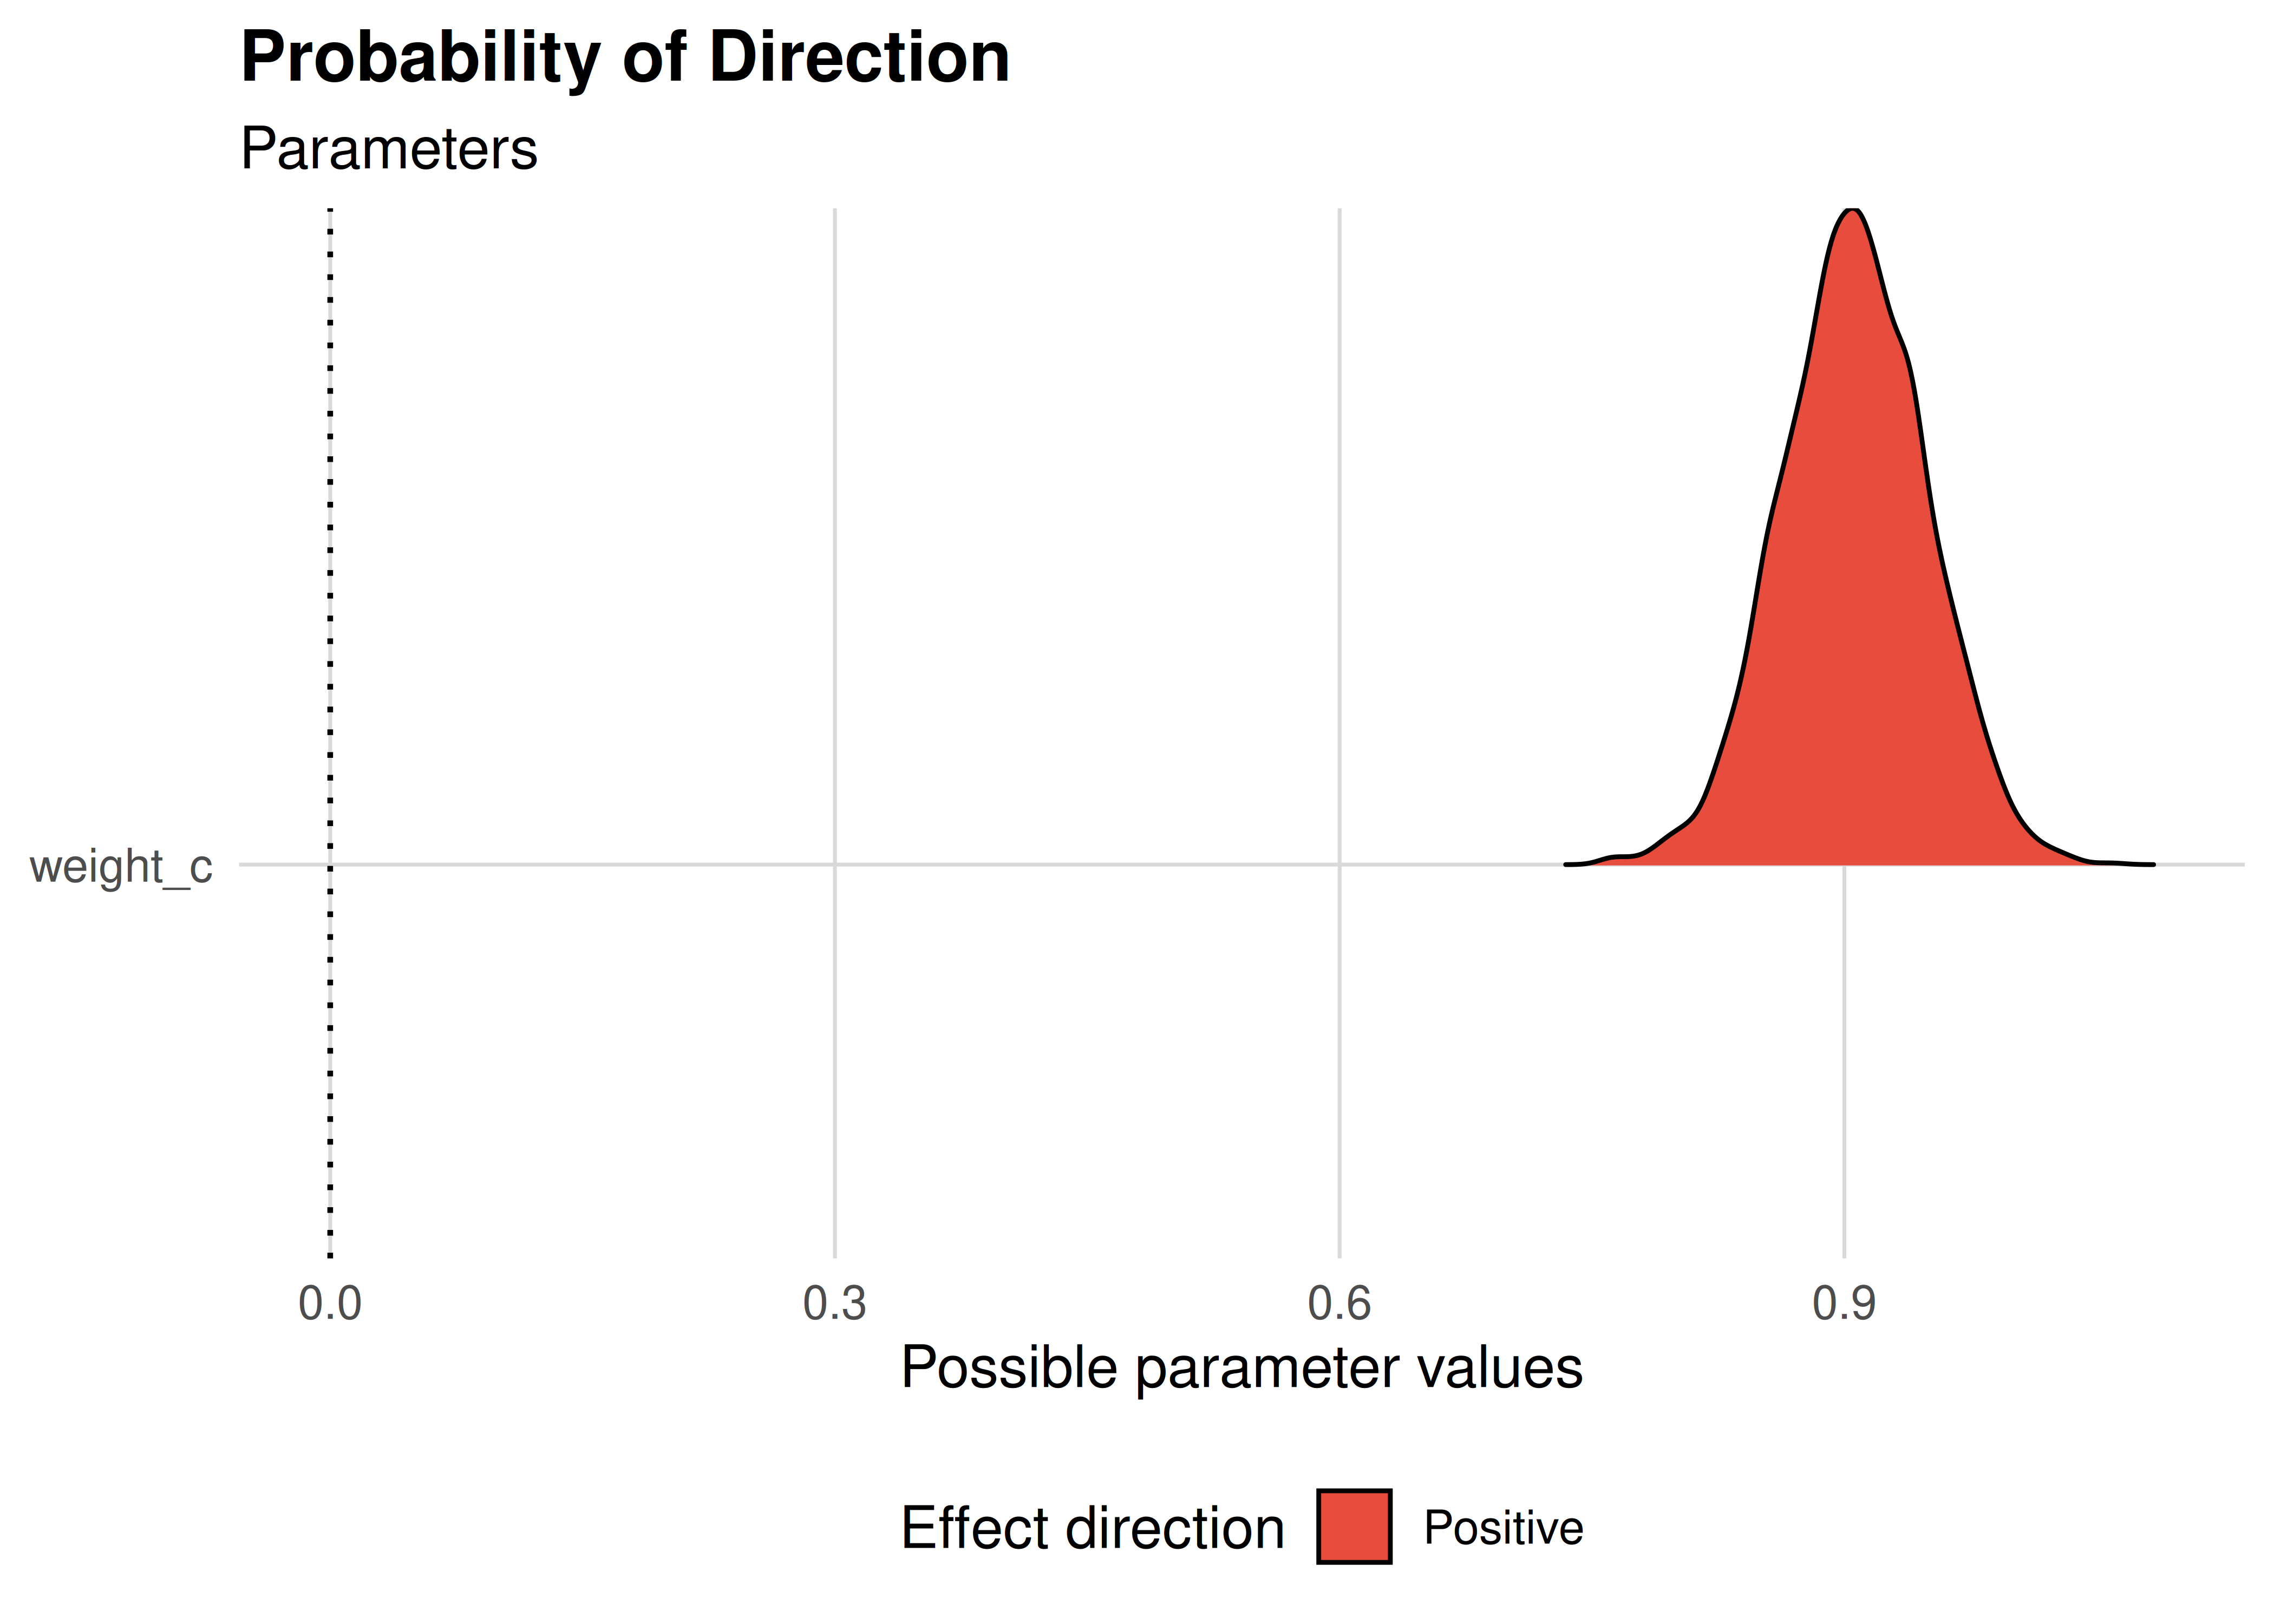 Probability of Direction
Parameters
weight_c
0.0 0.3 0.6 0.9
Possible parameter values
Effect direction Positive